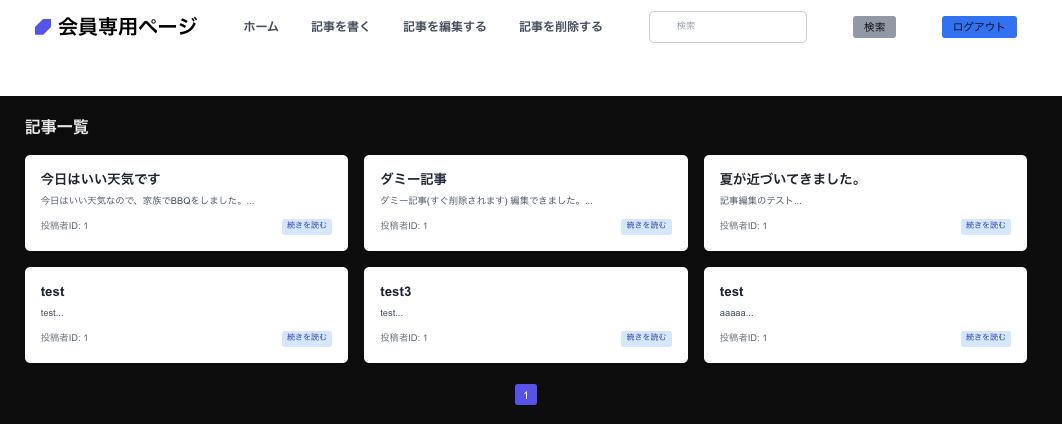 会員専用ページ ホーム 記事を書く 記事を編集する 記事を削除する 検索 検索 ログアウト
記事一覧
今日はいい天気です
今日はいい天気なので、家族でBBQをしました。...
投稿者ID: 1 続きを読む
ダミー記事
ダミー記事(すぐ削除されます) 編集できました。...
投稿者ID: 1 続きを読む
夏が近づいてきました。
記事編集のテスト...
投稿者ID: 1 続きを読む
test
test...
投稿者ID: 1 続きを読む
test3
test...
投稿者ID: 1 続きを読む
test
aaaaa...
投稿者ID: 1 続きを読む
1